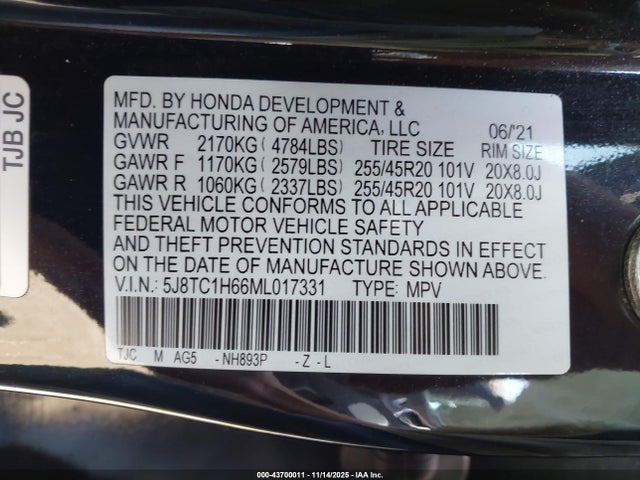 TJB JC
MFD. BY HONDA DEVELOPMENT &
MANUFACTURING OF AMERICA, LLC 06/'21
GVWR 2170KG ( 4784LBS) TIRE SIZE RIM SIZE
GAWR F 1170KG ( 2579LBS) 255/45R20 101V 20X8.0J
GAWR R 1060KG ( 2337LBS) 255/45R20 101V 20X8.0J
THIS VEHICLE CONFORMS TO ALL APPLICABLE
FEDERAL MOTOR VEHICLE SAFETY
AND THEFT PREVENTION STANDARDS IN EFFECT
ON THE DATE OF MANUFACTURE SHOWN ABOVE.
V.I.N.: 5J8TC1H66ML017331 TYPE: MPV
TJC M AG5 -NH893P -Z-L
000-43700011 - 11/14/2025 - IAA Inc.